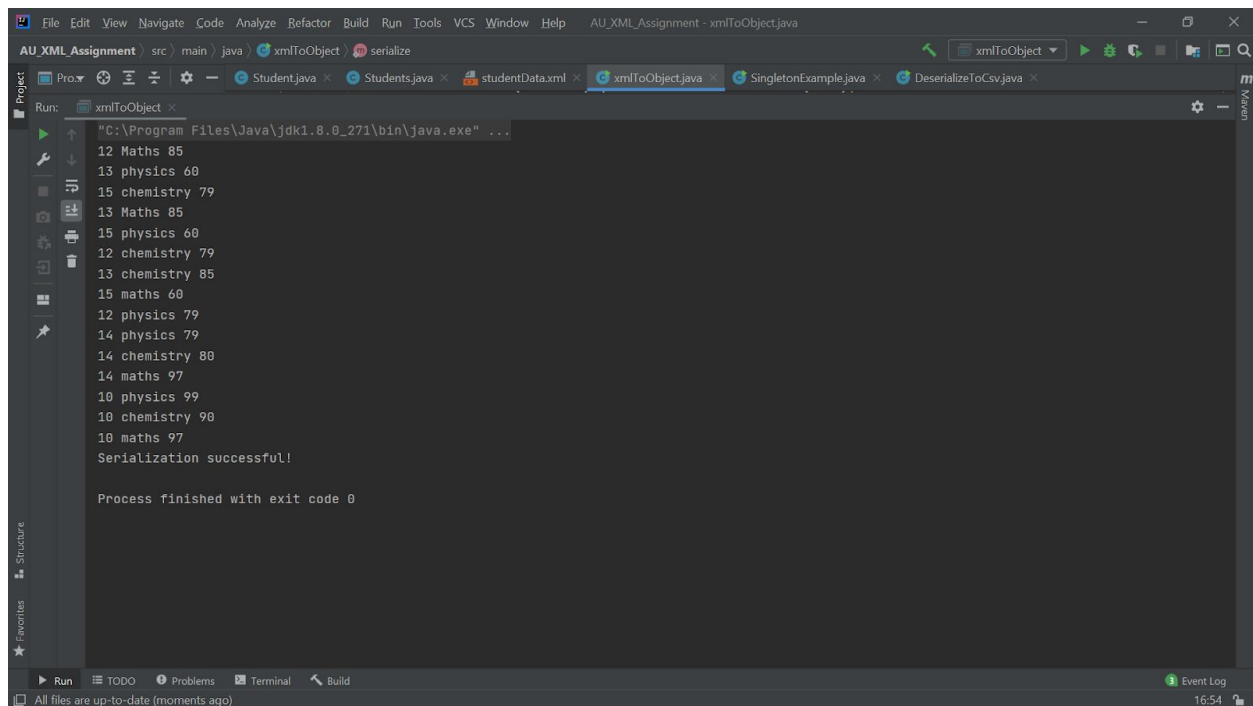 File Edit View Navigate Code Analyze Refactor Build Run Tools VCS Window Help AU_XML_Assignment - xmlToObject.java
AU_XML_Assignment src main java xmlToObject serialize xmlToObject
Project Pro... Student.java Students.java studentData.xml xmlToObject.java SingletonExample.java DeserializeToCsv.java
Maven
Run: xmlToObject
"C:\Program Files\Java\jdk1.8.0_271\bin\java.exe" ...
12 Maths 85
13 physics 60
15 chemistry 79
13 Maths 85
15 physics 60
12 chemistry 79
13 chemistry 85
15 maths 60
12 physics 79
14 physics 79
14 chemistry 80
14 maths 97
10 physics 99
10 chemistry 90
10 maths 97
Serialization successful!
Process finished with exit code 0
Structure
Favorites
Run TODO Problems Terminal Build 3 Event Log
All files are up-to-date (moments ago) 16:54